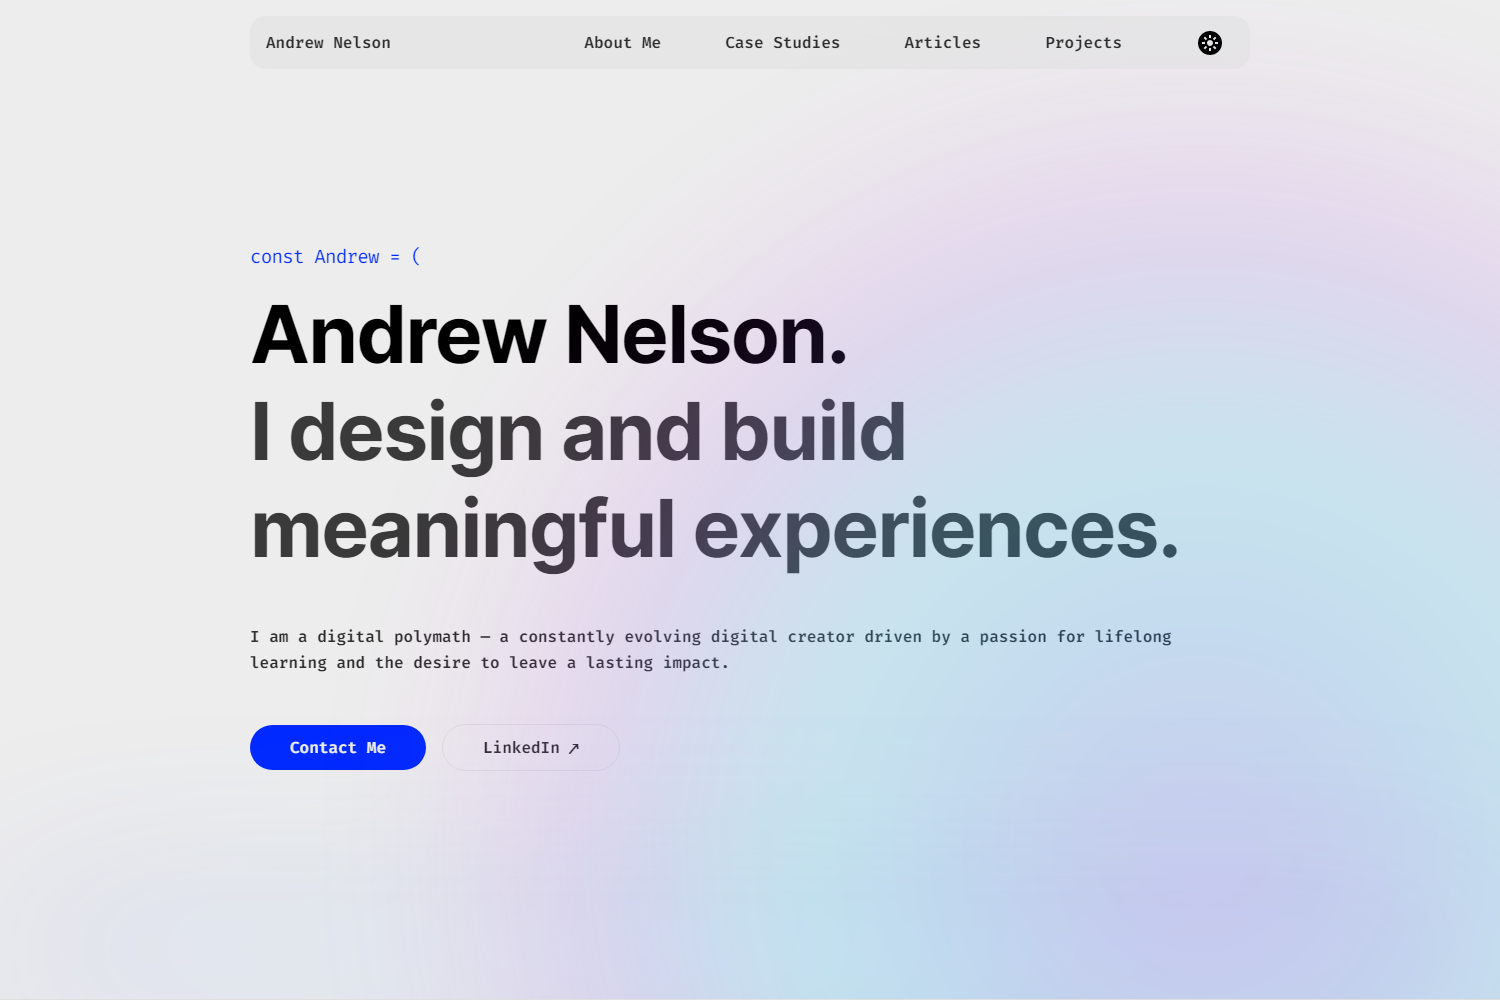 Andrew Nelson About Me Case Studies Articles Projects
const Andrew = (
Andrew Nelson.
I design and build
meaningful experiences.
I am a digital polymath — a constantly evolving digital creator driven by a passion for lifelong
learning and the desire to leave a lasting impact.
Contact Me LinkedIn ↗